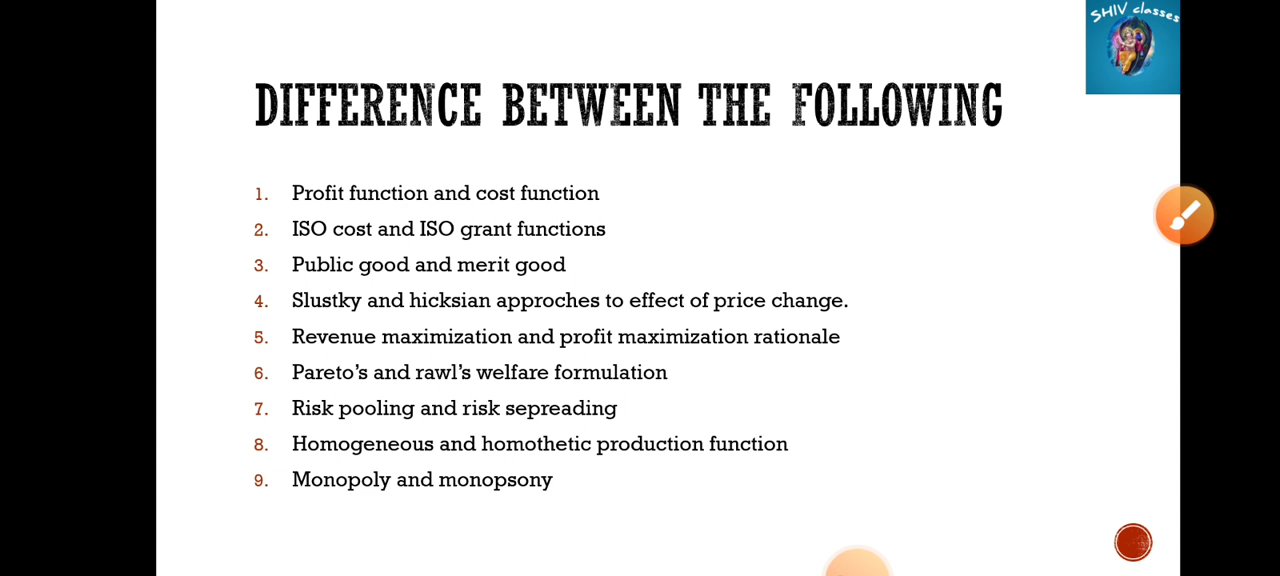 SHIV classes
DIFFERENCE BETWEEN THE FOLLOWING
1. Profit function and cost function
2. ISO cost and ISO grant functions
3. Public good and merit good
4. Slustky and hicksian approches to effect of price change.
5. Revenue maximization and profit maximization rationale
6. Pareto's and rawl's welfare formulation
7. Risk pooling and risk sepreading
8. Homogeneous and homothetic production function
9. Monopoly and monopsony